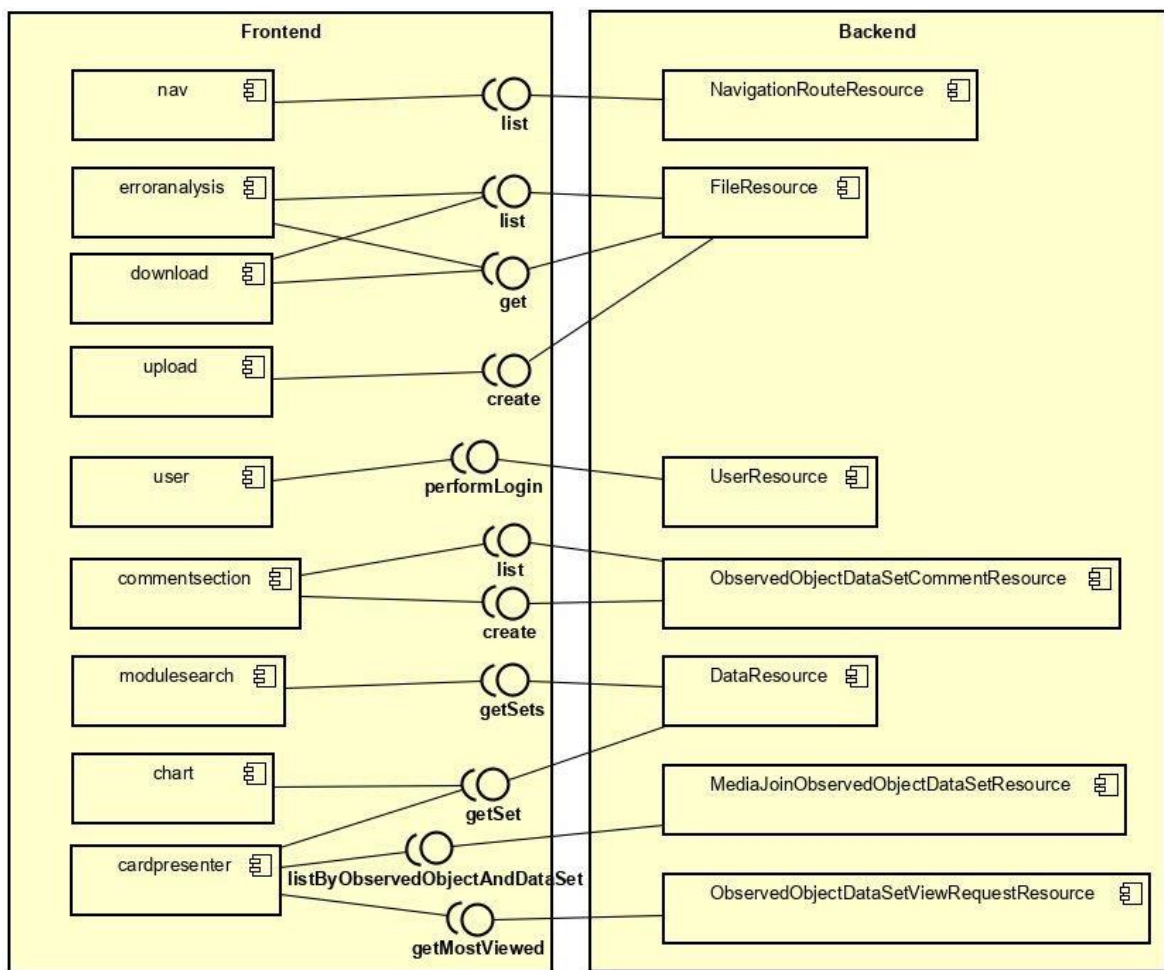 Frontend
Backend
nav
list
NavigationRouteResource
erroranalysis
list
FileResource
download
get
upload
create
user
performLogin
UserResource
commentsection
list
create
ObservedObjectDataSetCommentResource
modulesearch
getSets
DataResource
chart
getSet
MediaJoinObservedObjectDataSetResource
cardpresenter
listByObservedObjectAndDataSet
getMostViewed
ObservedObjectDataSetViewRequestResource